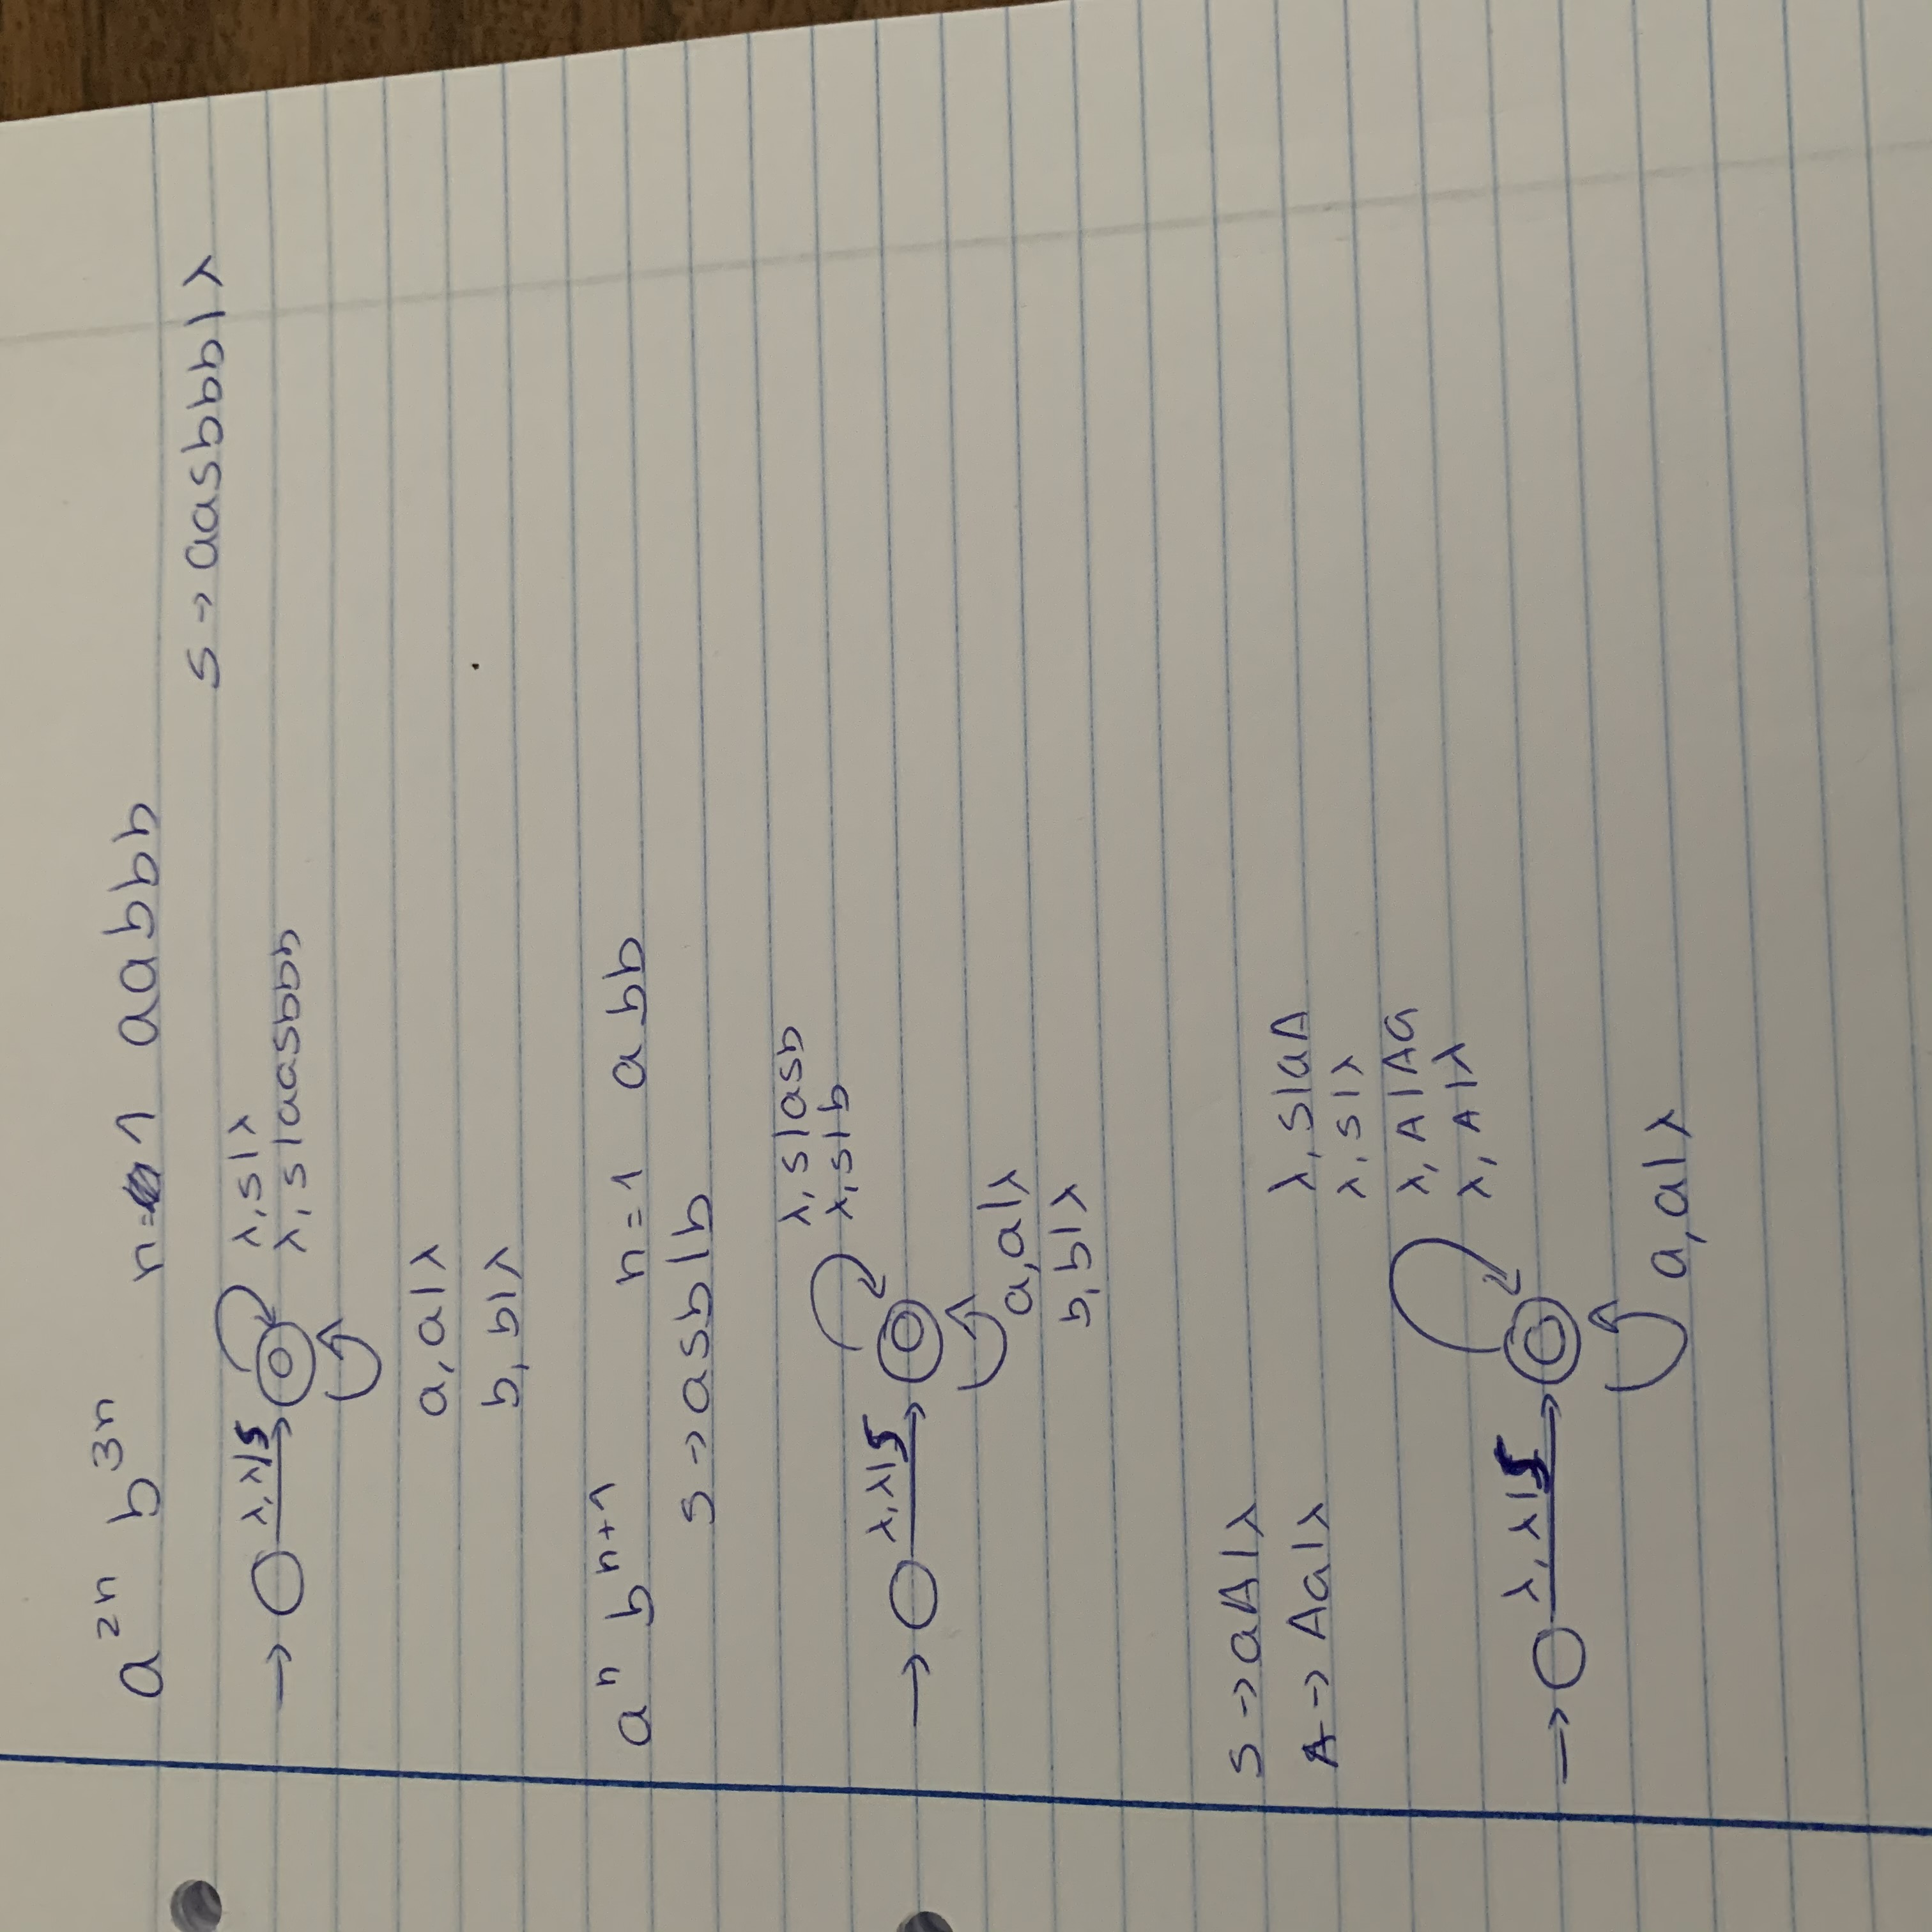 a^{2n} b^{3n} n=1 aabbb
s → aasbbb | λ
λ, λ|s
λ, s|λ
λ, s|aasbbb
a, a|λ
b, b|λ
a^n b^{n+1} n=1 abb
s → asb | b
λ, s|asb
λ, s|b
λ, λ|s
a, a|λ
b, b|λ
s → aA | λ
A → Aa | λ
λ, s|aA
λ, s|λ
λ, A|Aa
λ, A|λ
λ, λ|s
a, a|λ